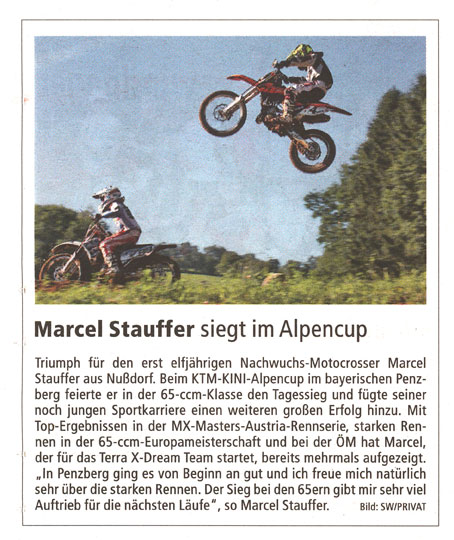 Marcel Stauffer siegt im Alpencup
Triumph für den erst elfjährigen Nachwuchs-Motocrosser Marcel
Stauffer aus Nußdorf. Beim KTM-KINI-Alpencup im bayerischen Penz-
berg feierte er in der 65-ccm-Klasse den Tagessieg und fügte seiner
noch jungen Sportkarriere einen weiteren großen Erfolg hinzu. Mit
Top-Ergebnissen in der MX-Masters-Austria-Rennserie, starken Ren-
nen in der 65-ccm-Europameisterschaft und bei der ÖM hat Marcel,
der für das Terra X-Dream Team startet, bereits mehrmals aufgezeigt.
„In Penzberg ging es von Beginn an gut und ich freue mich natürlich
sehr über die starken Rennen. Der Sieg bei den 65ern gibt mir sehr viel
Auftrieb für die nächsten Läufe“, so Marcel Stauffer. Bild: SW/PRIVAT